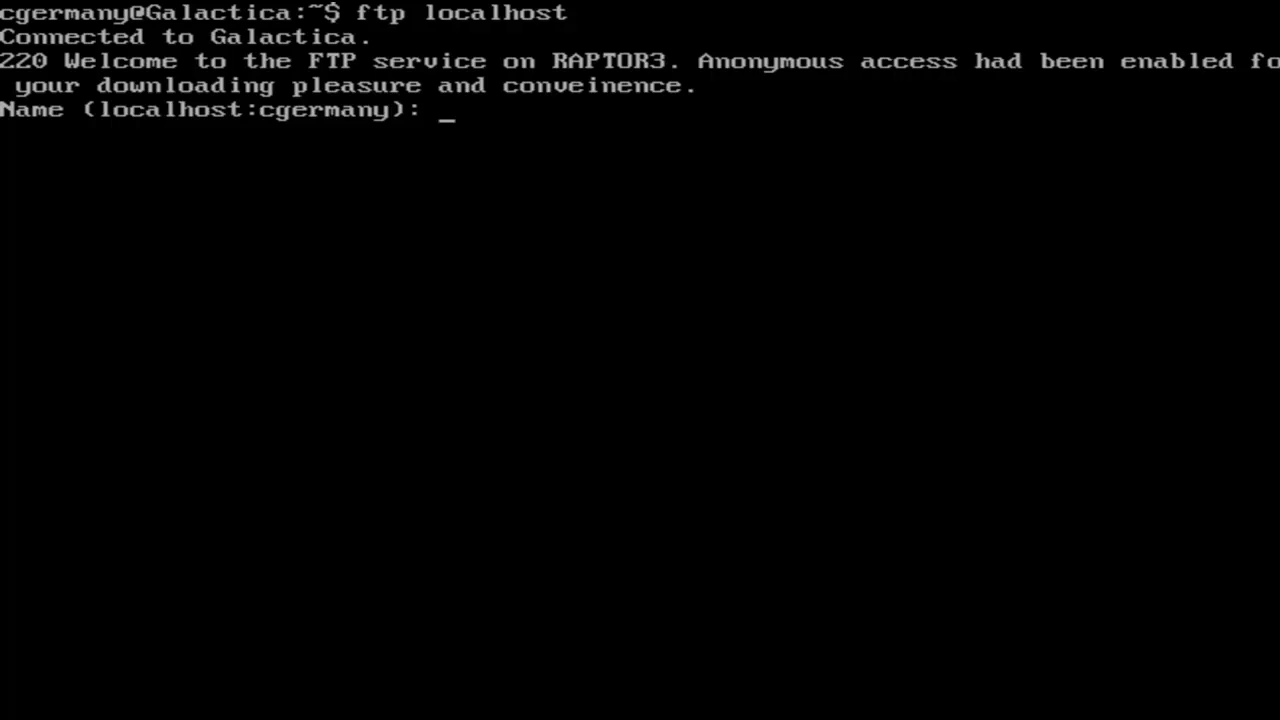 cgermany@Galactica:~$ ftp localhost
Connected to Galactica.
220 Welcome to the FTP service on RAPTOR3. Anonymous access had been enabled fo
your downloading pleasure and conveinence.
Name (localhost:cgermany): _